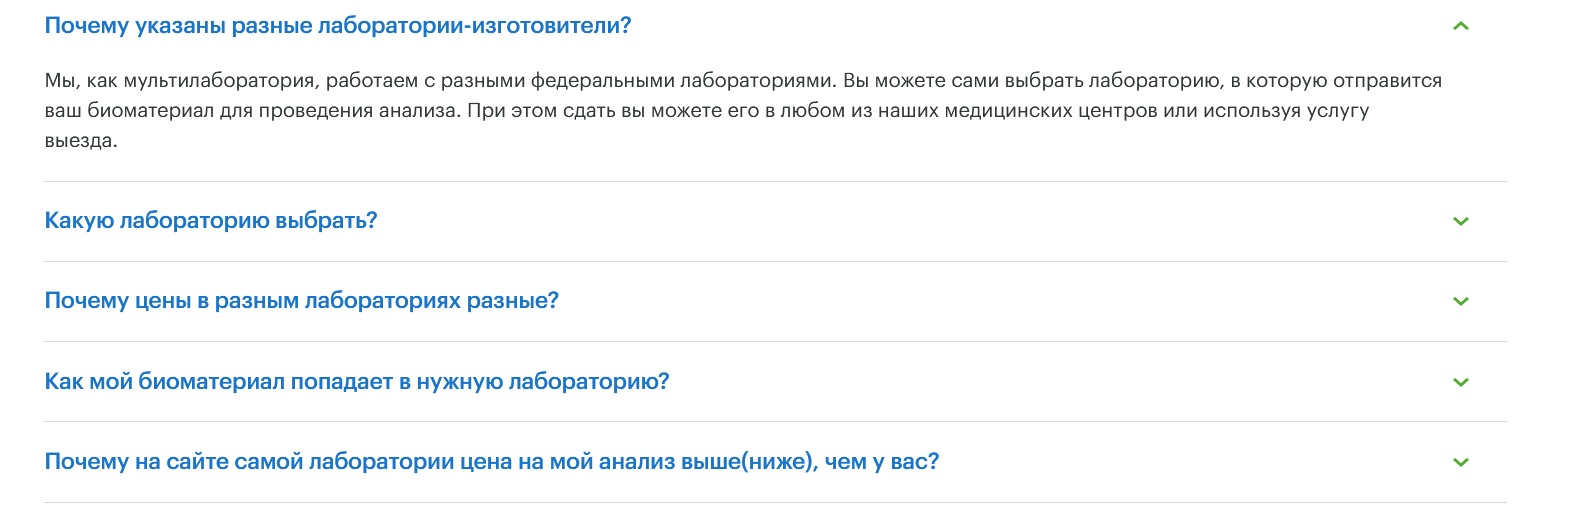 Почему указаны разные лаборатории-изготовители?
Мы, как мультилаборатория, работаем с разными федеральными лабораториями. Вы можете сами выбрать лабораторию, в которую отправится
ваш биоматериал для проведения анализа. При этом сдать вы можете его в любом из наших медицинских центров или используя услугу
выезда.
Какую лабораторию выбрать?
Почему цены в разным лабораториях разные?
Как мой биоматериал попадает в нужную лабораторию?
Почему на сайте самой лаборатории цена на мой анализ выше(ниже), чем у вас?